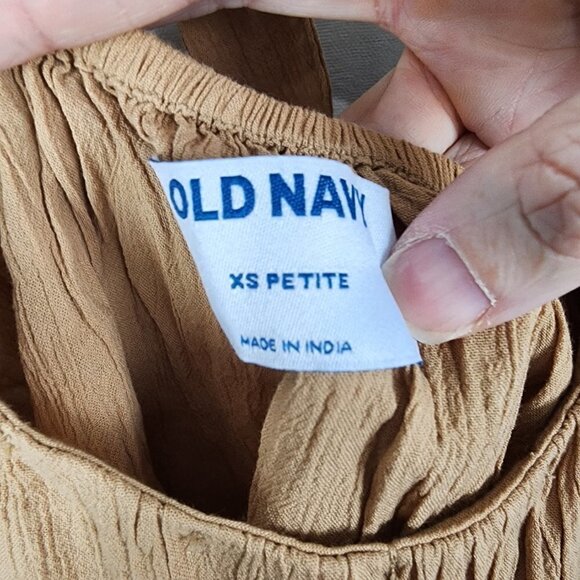 OLD NAVY
XS PETITE
MADE IN INDIA